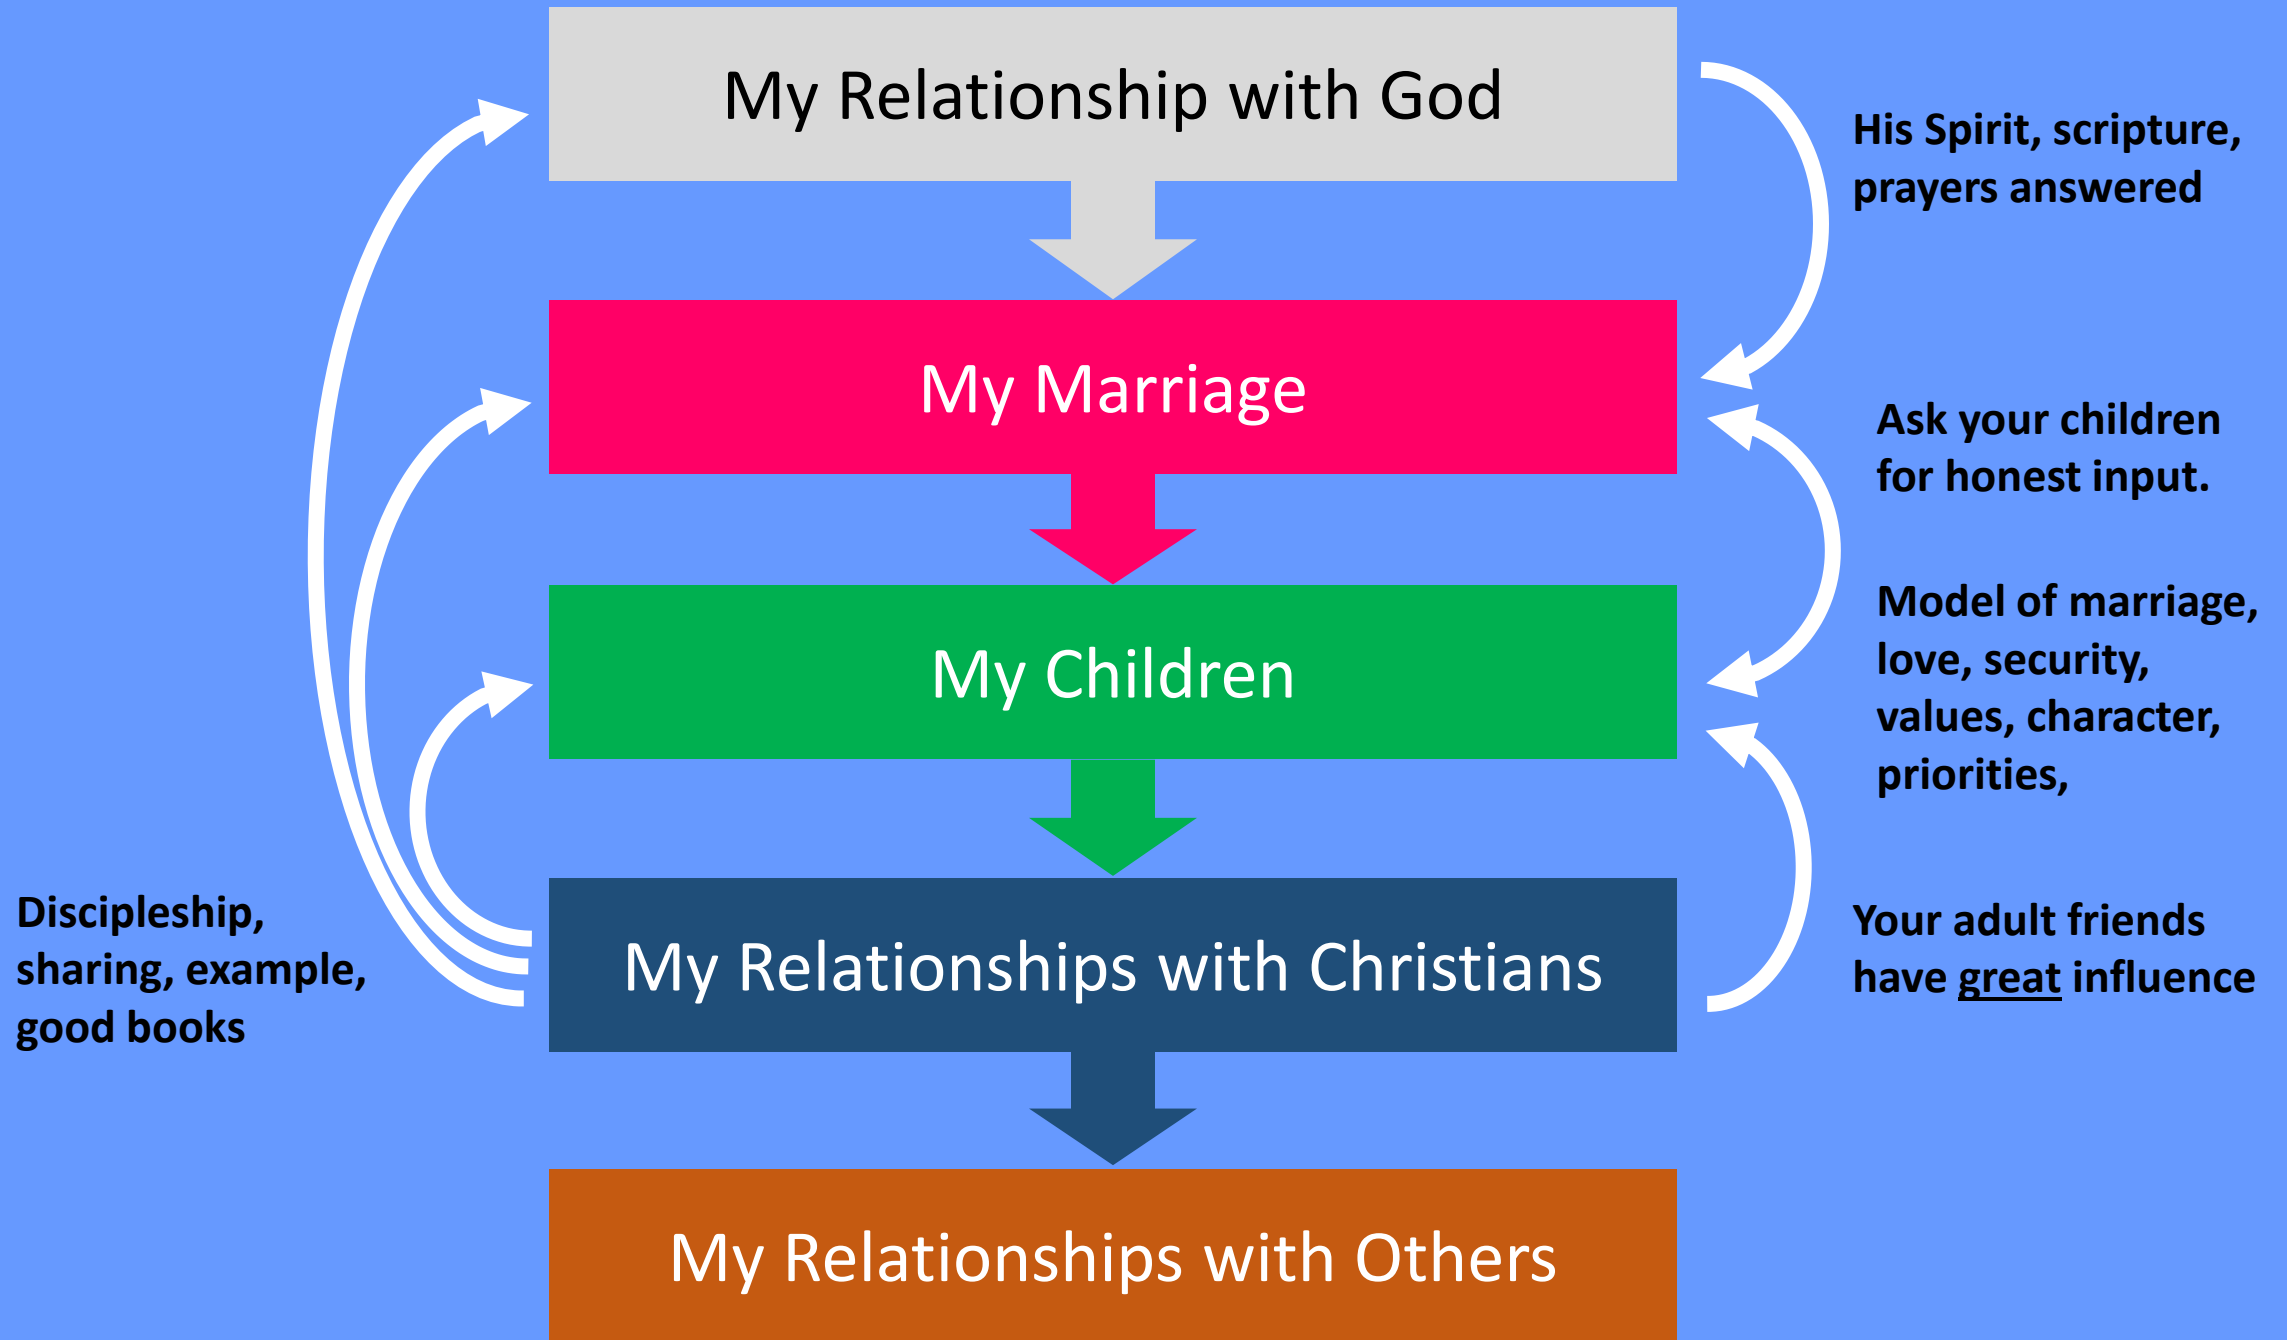 My Relationship with God
His Spirit, scripture,
prayers answered
My Marriage
Ask your children
for honest input.
My Children
Model of marriage,
love, security,
values, character,
priorities,
My Relationships with Christians
Discipleship,
sharing, example,
good books
Your adult friends
have great influence
My Relationships with Others